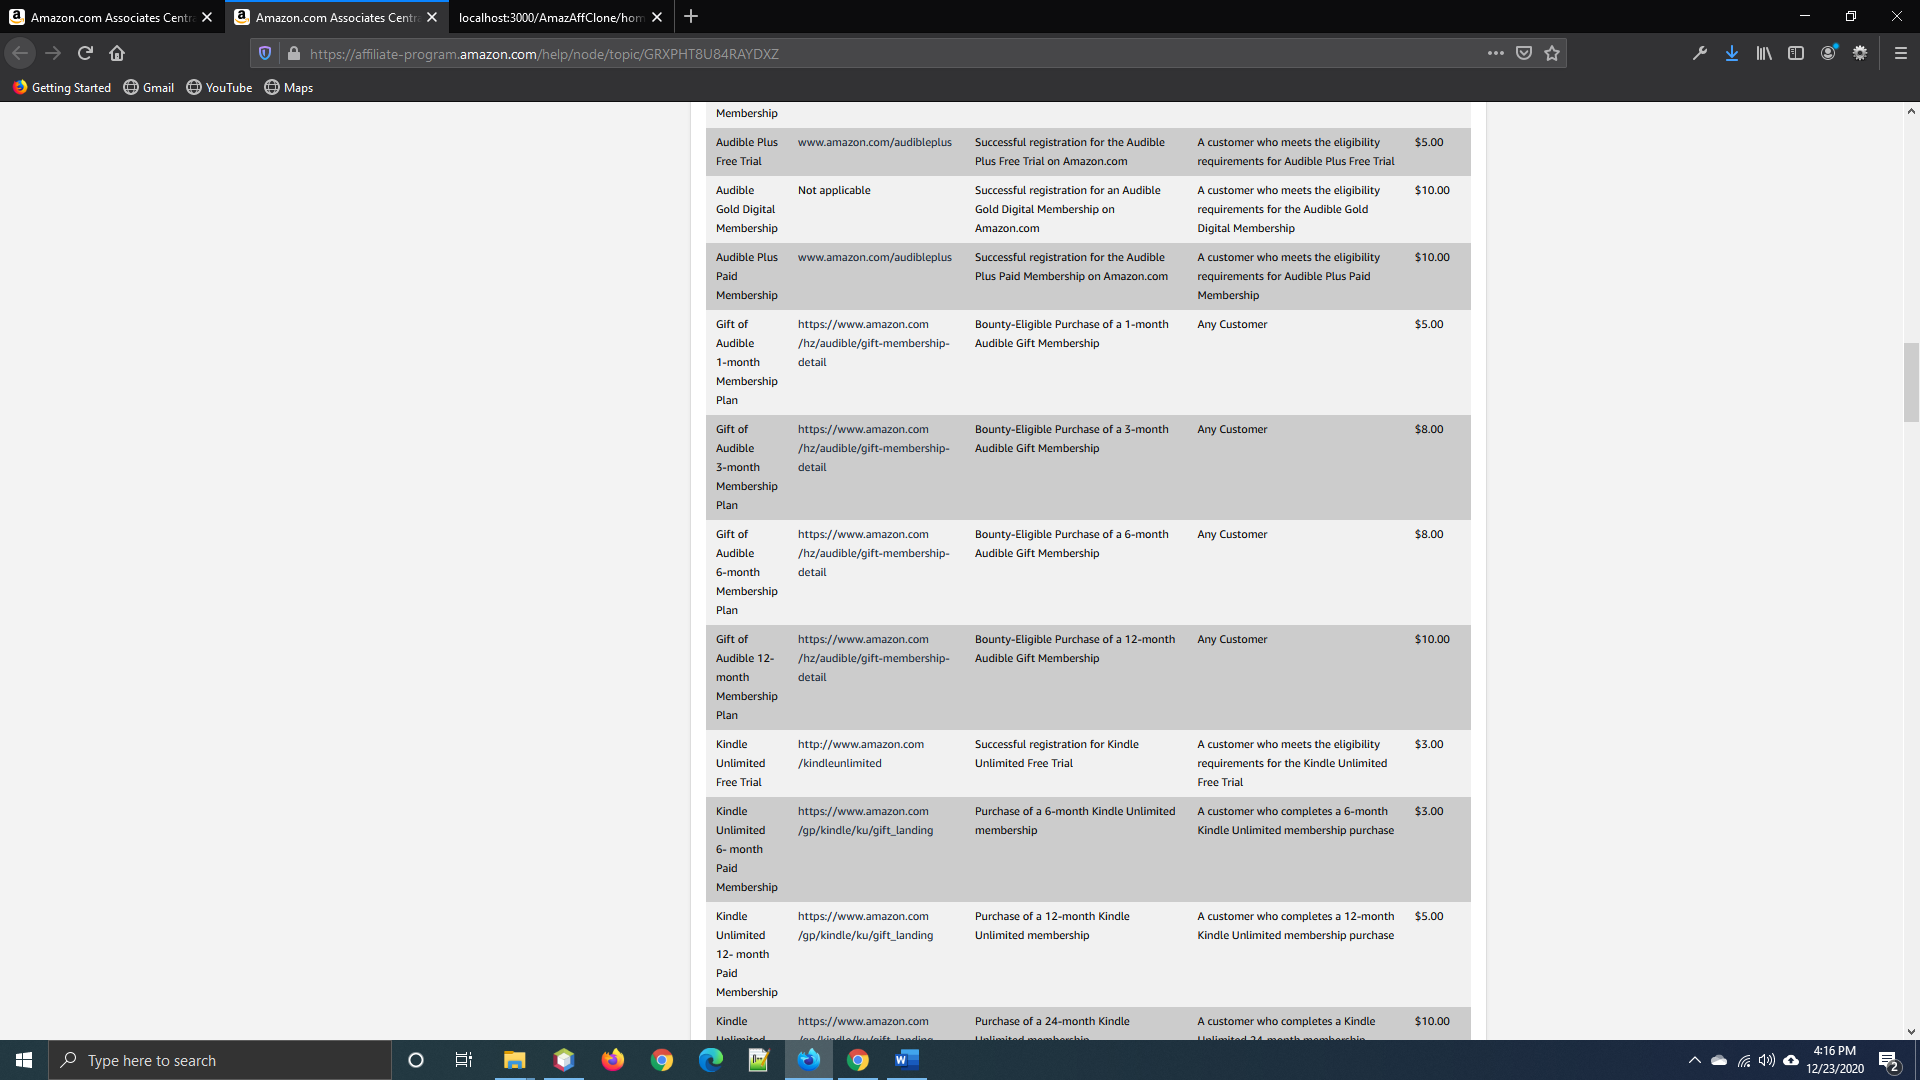 Amazon.com Associates Centra
Amazon.com Associates Centra
localhost:3000/AmazAffClone/hom
https://affiliate-program.amazon.com/help/node/topic/GRXPHT8U84RAYDXZ
Getting Started
Gmail
YouTube
Maps
Membership
Audible Plus
Free Trial
www.amazon.com/audibleplus
Successful registration for the Audible
Plus Free Trial on Amazon.com
A customer who meets the eligibility
requirements for Audible Plus Free Trial
$5.00
Audible
Gold Digital
Membership
Not applicable
Successful registration for an Audible
Gold Digital Membership on
Amazon.com
A customer who meets the eligibility
requirements for the Audible Gold
Digital Membership
$10.00
Audible Plus
Paid
Membership
www.amazon.com/audibleplus
Successful registration for the Audible
Plus Paid Membership on Amazon.com
A customer who meets the eligibility
requirements for Audible Plus Paid
Membership
$10.00
Gift of
Audible
1-month
Membership
Plan
https://www.amazon.com
/hz/audible/gift-membership-
detail
Bounty-Eligible Purchase of a 1-month
Audible Gift Membership
Any Customer
$5.00
Gift of
Audible
3-month
Membership
Plan
https://www.amazon.com
/hz/audible/gift-membership-
detail
Bounty-Eligible Purchase of a 3-month
Audible Gift Membership
Any Customer
$8.00
Gift of
Audible
6-month
Membership
Plan
https://www.amazon.com
/hz/audible/gift-membership-
detail
Bounty-Eligible Purchase of a 6-month
Audible Gift Membership
Any Customer
$8.00
Gift of
Audible 12-
month
Membership
Plan
https://www.amazon.com
/hz/audible/gift-membership-
detail
Bounty-Eligible Purchase of a 12-month
Audible Gift Membership
Any Customer
$10.00
Kindle
Unlimited
Free Trial
http://www.amazon.com
/kindleunlimited
Successful registration for Kindle
Unlimited Free Trial
A customer who meets the eligibility
requirements for the Kindle Unlimited
Free Trial
$3.00
Kindle
Unlimited
6- month
Paid
Membership
https://www.amazon.com
/gp/kindle/ku/gift_landing
Purchase of a 6-month Kindle Unlimited
membership
A customer who completes a 6-month
Kindle Unlimited membership purchase
$3.00
Kindle
Unlimited
12- month
Paid
Membership
https://www.amazon.com
/gp/kindle/ku/gift_landing
Purchase of a 12-month Kindle
Unlimited membership
A customer who completes a 12-month
Kindle Unlimited membership purchase
$5.00
Kindle
Unlimited
https://www.amazon.com
/gp/kindle/ku/gift_landing
Purchase of a 24-month Kindle
Unlimited membership
A customer who completes a Kindle
Unlimited 24-month membership
$10.00
Type here to search
4:16 PM
12/23/2020
2